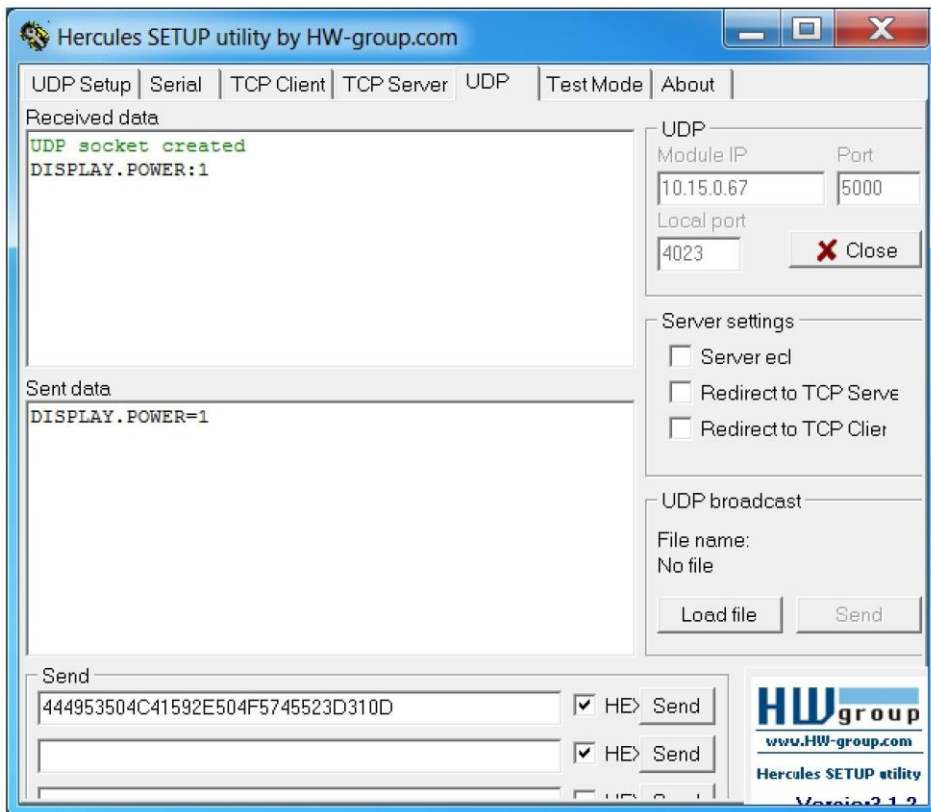 Hercules SETUP utility by HW-group.com
UDP Setup Serial TCP Client TCP Server UDP Test Mode About
Received data
UDP socket created
DISPLAY.POWER:1
Sent data
DISPLAY.POWER=1
UDP
Module IP Port
10.15.0.67 5000
Local port
4023 Close
Server settings
Server ecl
Redirect to TCP Serve
Redirect to TCP Clier
UDP broadcast
File name:
No file
Load file Send
Send
444953504C41592E504F5745523D310D HEX Send
HEX Send
HW group
www.HW-group.com
Hercules SETUP utility